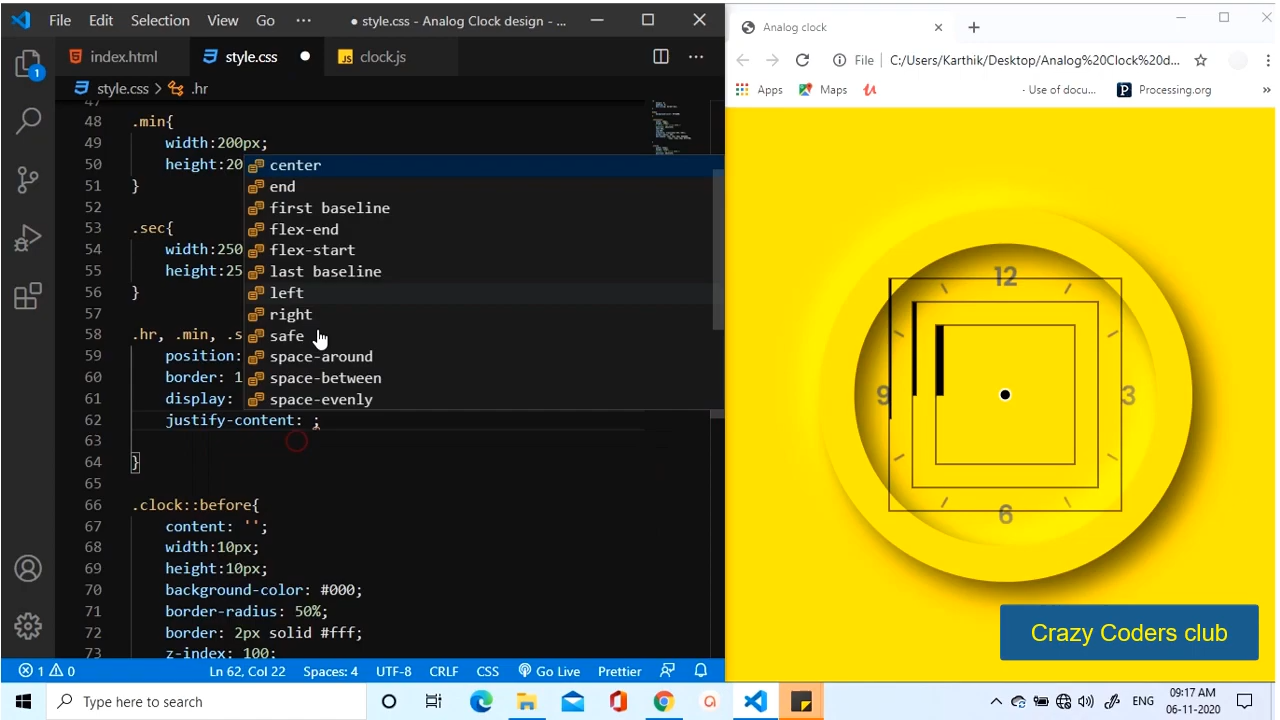 File Edit Selection View Go ··· ● style.css - Analog Clock design - ...
index.html style.css ● clock.js
style.css > .hr
47
48 .min{
49 width:200px;
50 height:20
51 }
52
53 .sec{
54 width:250
55 height:25
56 }
57
58 .hr, .min, .s
59 position:
60 border: 1
61 display:
62 justify-content: ;
63
64 }
65
66 .clock::before{
67 content: '';
68 width:10px;
69 height:10px;
70 background-color: #000;
71 border-radius: 50%;
72 border: 2px solid #fff;
73 z-index: 100;
center
end
first baseline
flex-end
flex-start
last baseline
left
right
safe
space-around
space-between
space-evenly
1
1 0 Ln 62, Col 22 Spaces: 4 UTF-8 CRLF CSS Go Live Prettier
Analog clock
File C:/Users/Karthik/Desktop/Analog%20Clock%20d...
Apps Maps · Use of docu... Processing.org »
12
9 3
6
Crazy Coders club
Type here to search
ENG 09:17 AM
06-11-2020